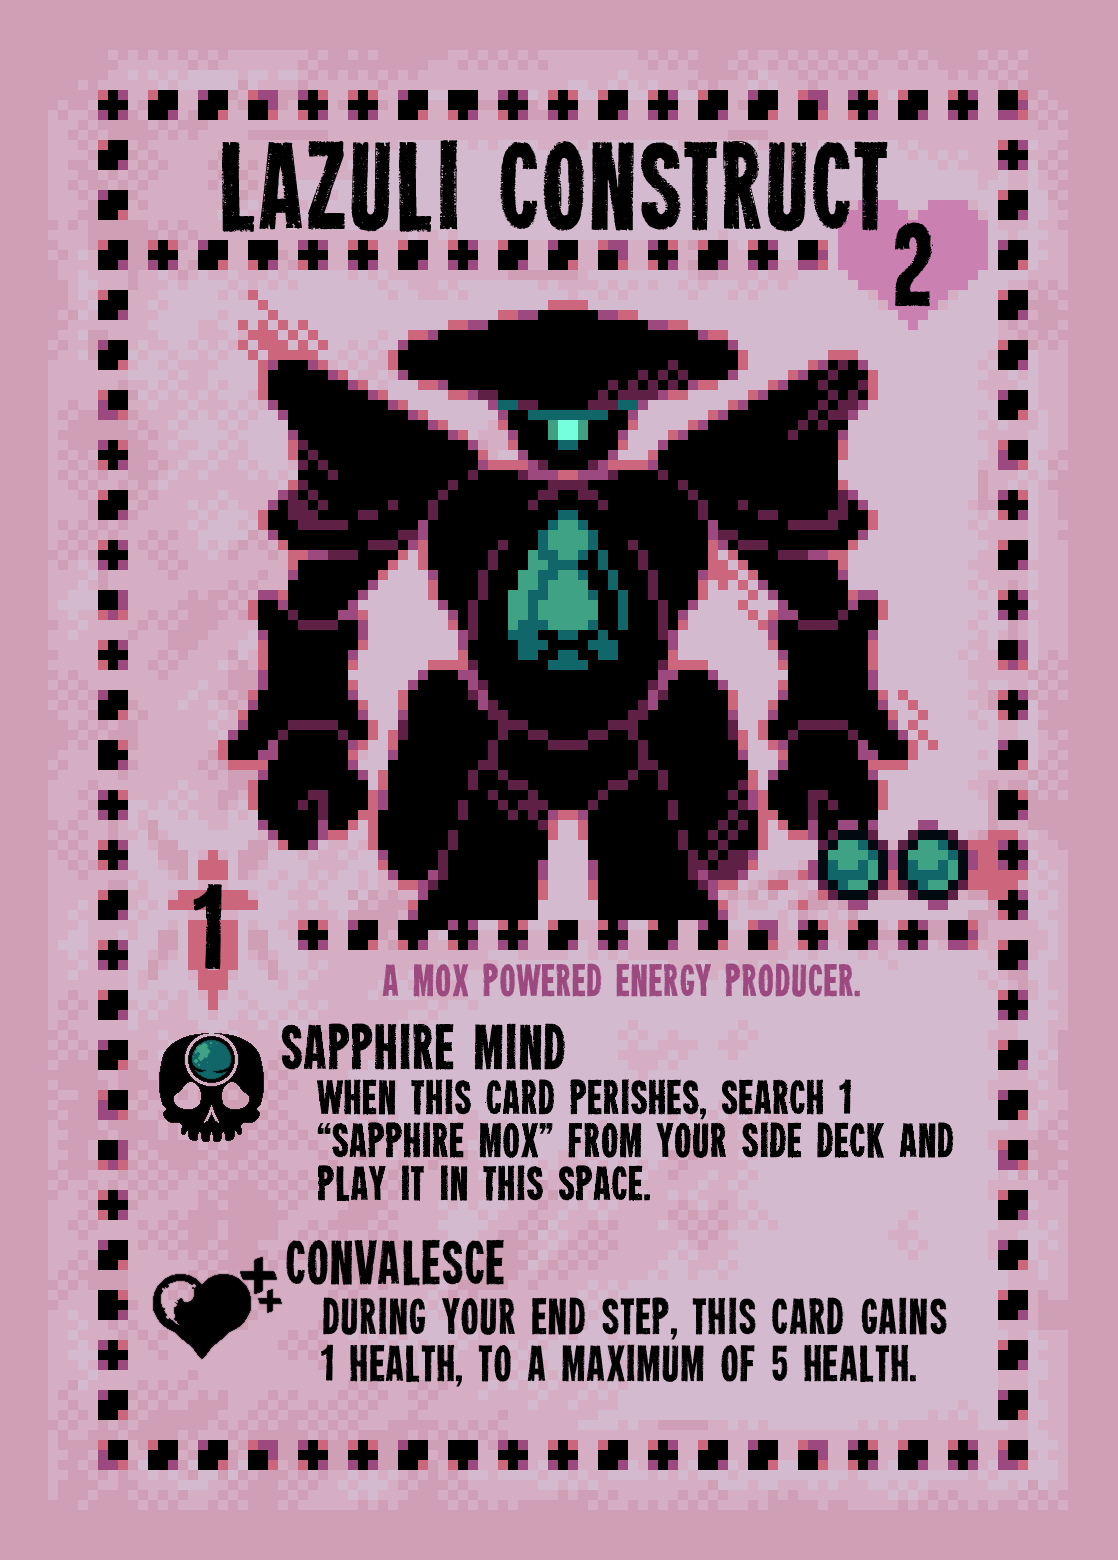 LAZULI CONSTRUCT
2
1
A MOX POWERED ENERGY PRODUCER.
SAPPHIRE MIND
WHEN THIS CARD PERISHES, SEARCH 1
“SAPPHIRE MOX” FROM YOUR SIDE DECK AND
PLAY IT IN THIS SPACE.
CONVALESCE
DURING YOUR END STEP, THIS CARD GAINS
1 HEALTH, TO A MAXIMUM OF 5 HEALTH.